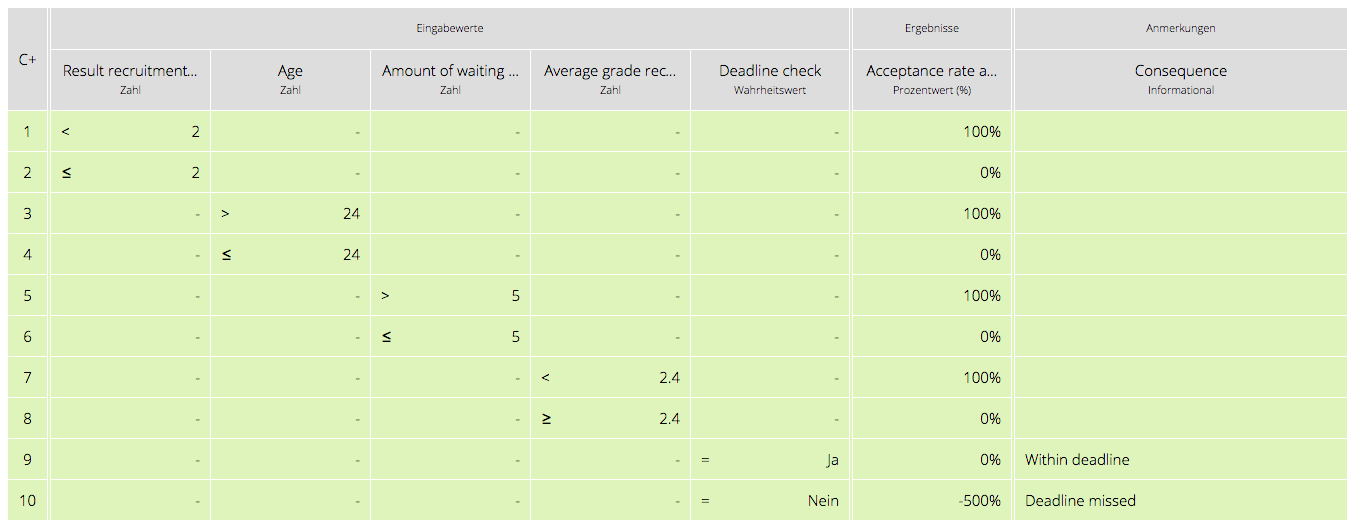 C+ Eingabewerte Ergebnisse Anmerkungen
Result recruitment... Age Amount of waiting ... Average grade rec... Deadline check Acceptance rate a... Consequence
Zahl Zahl Zahl Zahl Wahrheitswert Prozentwert (%) Informational
1 < 2 - - - - 100%
2 ≤ 2 - - - - 0%
3 - > 24 - - - 100%
4 - ≤ 24 - - - 0%
5 - - > 5 - - 100%
6 - - ≤ 5 - - 0%
7 - - - < 2.4 - 100%
8 - - - ≥ 2.4 - 0%
9 - - - - = Ja 0% Within deadline
10 - - - - = Nein -500% Deadline missed